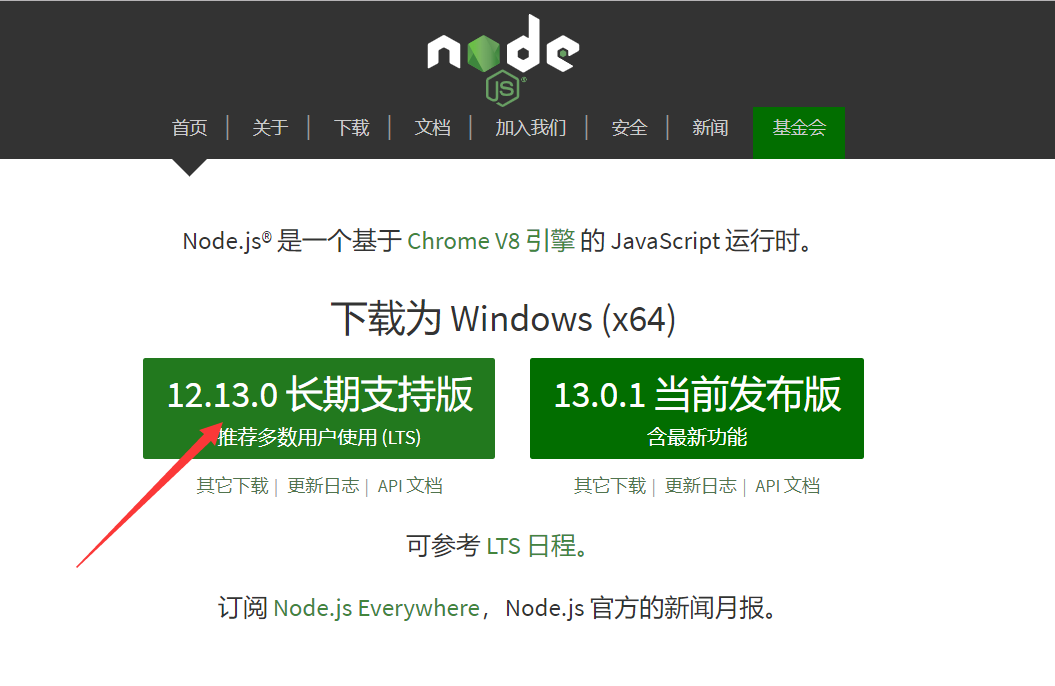 node
JS®
首页 | 关于 | 下载 | 文档 | 加入我们 | 安全 | 新闻 基金会
Node.js® 是一个基于 Chrome V8 引擎 的 JavaScript 运行时。
下载为 Windows (x64)
12.13.0 长期支持版
推荐多数用户使用 (LTS)
13.0.1 当前发布版
含最新功能
其它下载 | 更新日志 | API 文档
其它下载 | 更新日志 | API 文档
可参考 LTS 日程。
订阅 Node.js Everywhere，Node.js 官方的新闻月报。